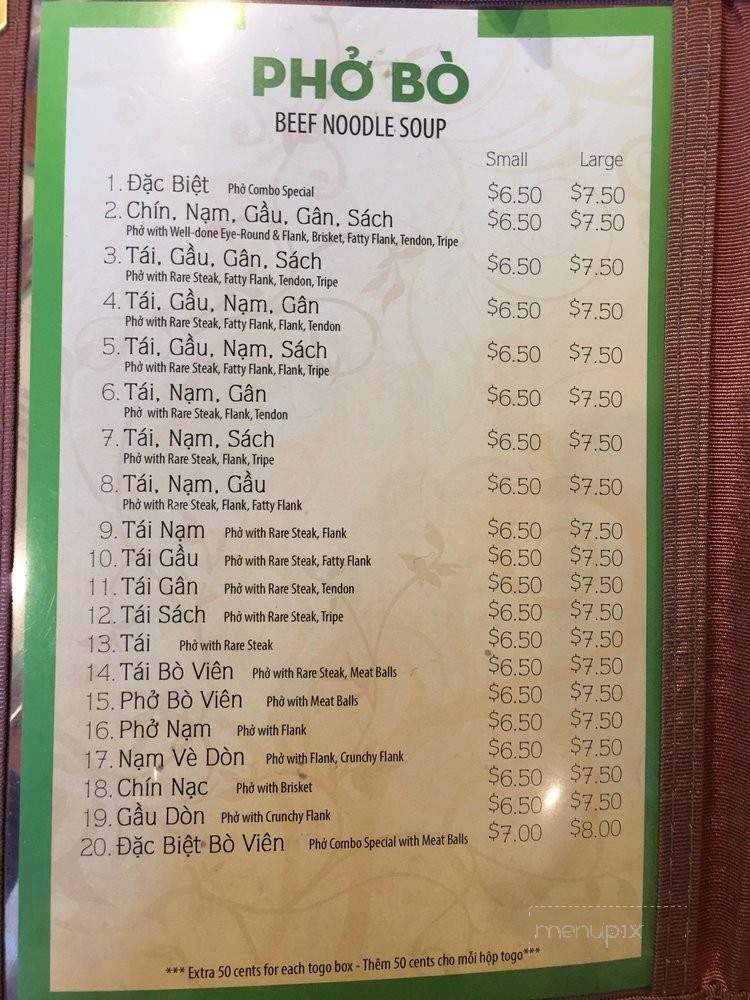 PHỞ BÒ
BEEF NOODLE SOUP
Small Large
1. Đặc Biệt Phở Combo Special $6.50 $7.50
2. Chín, Nạm, Gầu, Gân, Sách $6.50 $7.50
Phở with Well-done Eye-Round & Flank, Brisket, Fatty Flank, Tendon, Tripe
3. Tái, Gầu, Gân, Sách $6.50 $7.50
Phở with Rare Steak, Fatty Flank, Tendon, Tripe
4. Tái, Gầu, Nạm, Gân $6.50 $7.50
Phở with Rare Steak, Fatty Flank, Flank, Tendon
5. Tái, Gầu, Nạm, Sách $6.50 $7.50
Phở with Rare Steak, Fatty Flank, Flank, Tripe
6. Tái, Nạm, Gân $6.50 $7.50
Phở with Rare Steak, Flank, Tendon
7. Tái, Nạm, Sách $6.50 $7.50
Phở with Rare Steak, Flank, Tripe
8. Tái, Nạm, Gầu $6.50 $7.50
Phở with Rare Steak, Flank, Fatty Flank
9. Tái Nạm Phở with Rare Steak, Flank $6.50 $7.50
10. Tái Gầu Phở with Rare Steak, Fatty Flank $6.50 $7.50
11. Tái Gân Phở with Rare Steak, Tendon $6.50 $7.50
12. Tái Sách Phở with Rare Steak, Tripe $6.50 $7.50
13. Tái Phở with Rare Steak $6.50 $7.50
14. Tái Bò Viên Phở with Rare Steak, Meat Balls $6.50 $7.50
15. Phở Bò Viên Phở with Meat Balls $6.50 $7.50
16. Phở Nạm Phở with Flank $6.50 $7.50
17. Nạm Vè Dòn Phở with Flank, Crunchy Flank $6.50 $7.50
18. Chín Nạc Phở with Brisket $6.50 $7.50
19. Gầu Dòn Phở with Crunchy Flank $6.50 $7.50
20. Đặc Biệt Bò Viên Phở Combo Special with Meat Balls $7.00 $8.00
menupix
*** Extra 50 cents for each togo box - Thêm 50 cents cho mỗi hộp togo***